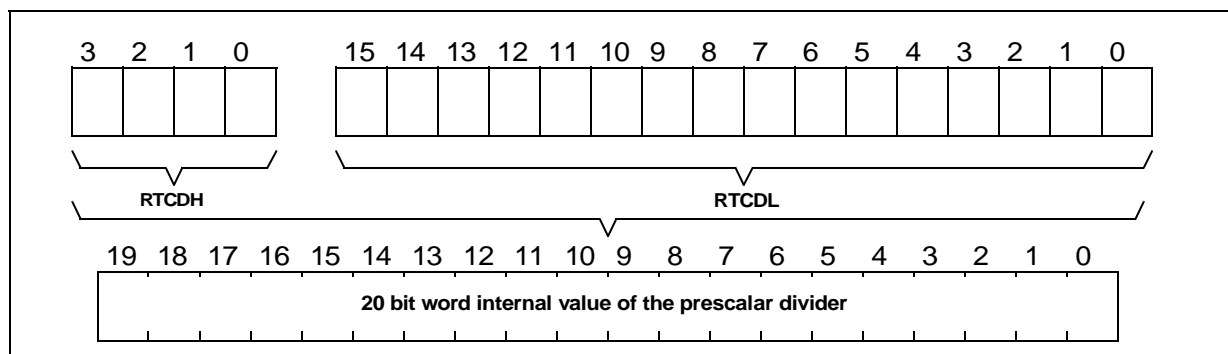 3 2 1 0 15 14 13 12 11 10 9 8 7 6 5 4 3 2 1 0
RTCDH RTCDL
19 18 17 16 15 14 13 12 11 10 9 8 7 6 5 4 3 2 1 0
20 bit word internal value of the prescalar divider